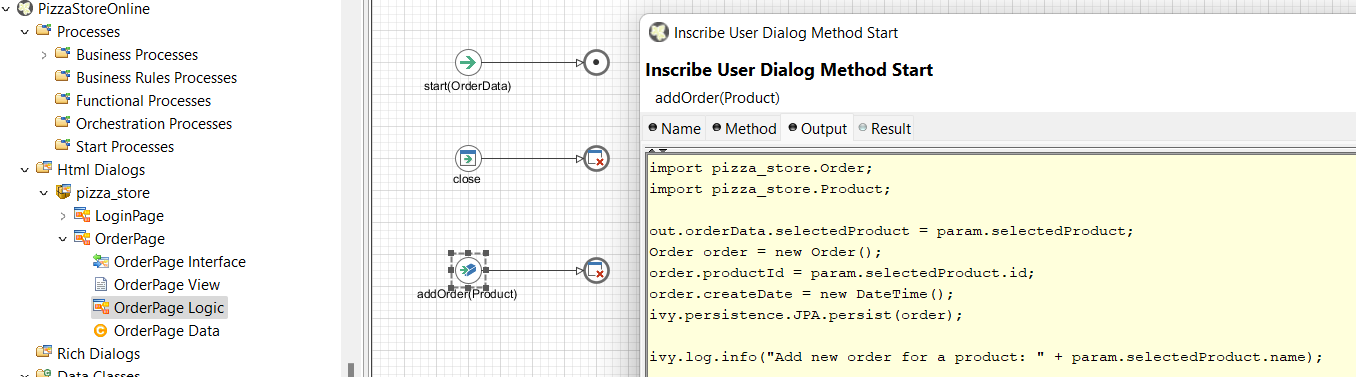 PizzaStoreOnline
Processes
Business Processes
Business Rules Processes
Functional Processes
Orchestration Processes
Start Processes
Html Dialogs
pizza_store
LoginPage
OrderPage
OrderPage Interface
OrderPage View
OrderPage Logic
OrderPage Data
Rich Dialogs
Data Classes
start(OrderData)
close
addOrder(Product)
Inscribe User Dialog Method Start
Inscribe User Dialog Method Start
addOrder(Product)
Name Method Output Result
import pizza_store.Order;
import pizza_store.Product;
out.orderData.selectedProduct = param.selectedProduct;
Order order = new Order();
order.productId = param.selectedProduct.id;
order.createDate = new DateTime();
ivy.persistence.JPA.persist(order);
ivy.log.info("Add new order for a product: " + param.selectedProduct.name);